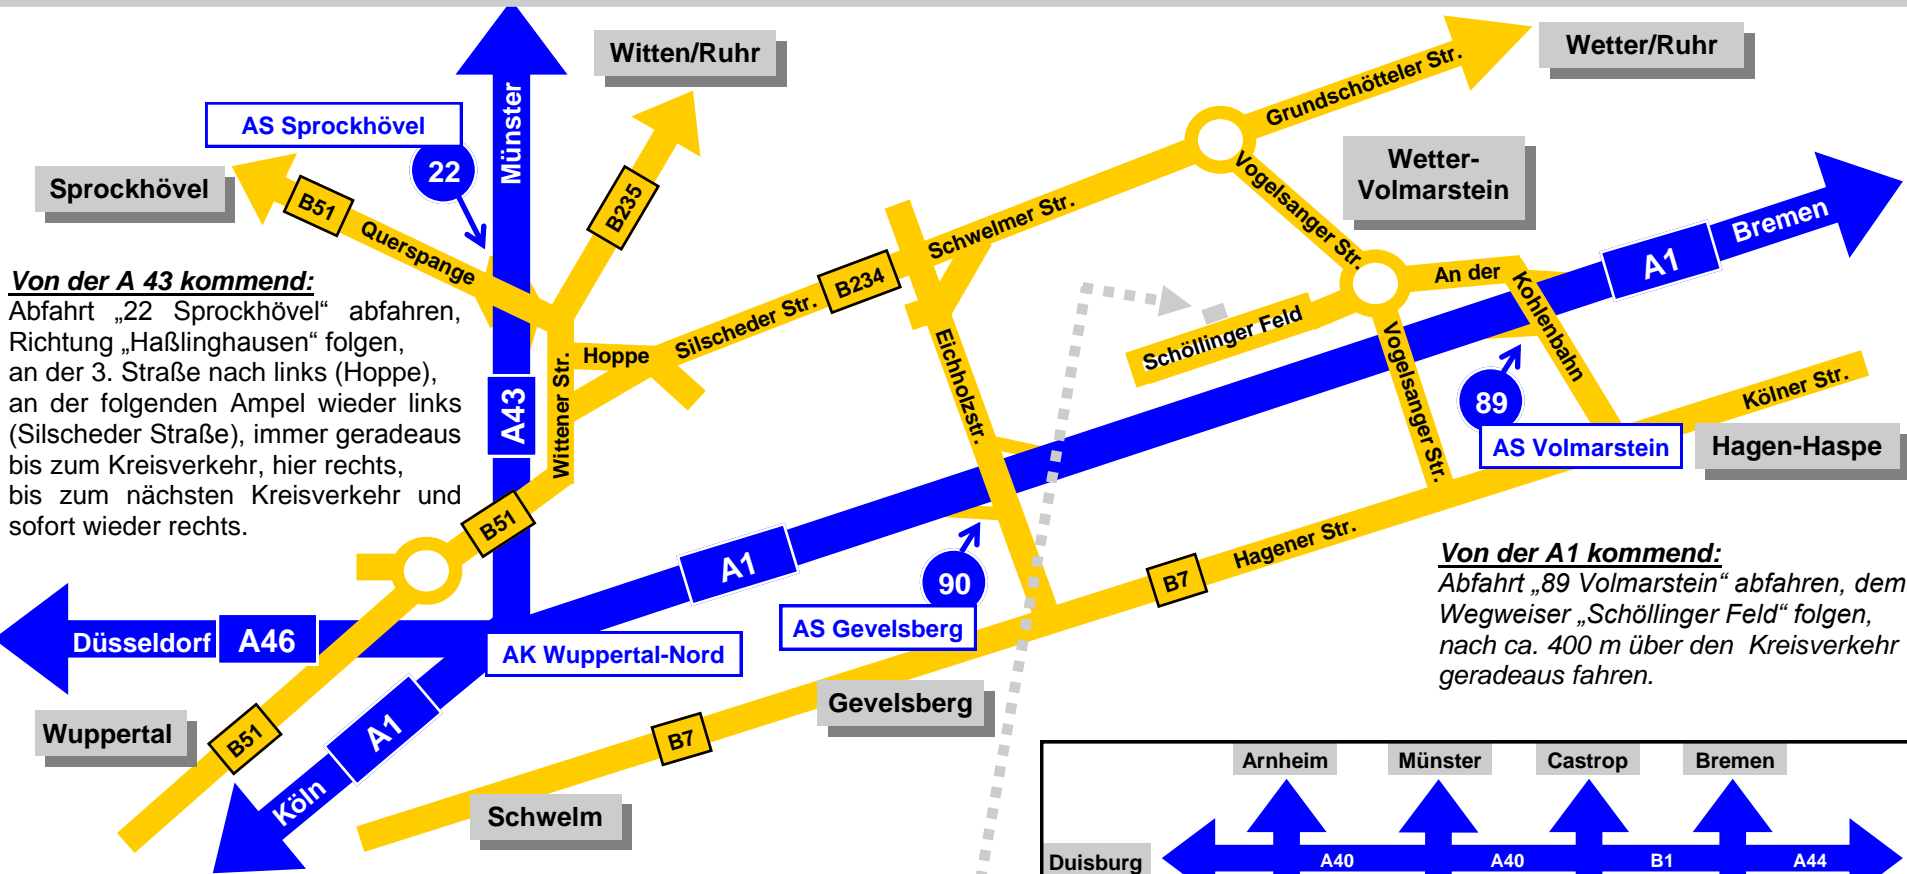 Witten/Ruhr
Wetter/Ruhr
Münster
Grundschötteler Str.
AS Sprockhövel
22
Sprockhövel
B51
Querspange
B235
Wetter-
Volmarstein
Vogelsanger Str.
Schwelmer Str.
B234
Silscheder Str.
Bremen
A1
An der
Kohlenbahn
Schöllinger Feld
Von der A 43 kommend:
Abfahrt „22 Sprockhövel“ abfahren,
Richtung „Haßlinghausen“ folgen,
an der 3. Straße nach links (Hoppe),
an der folgenden Ampel wieder links
(Silscheder Straße), immer geradeaus
bis zum Kreisverkehr, hier rechts,
bis zum nächsten Kreisverkehr und
sofort wieder rechts.
Hoppe
Wittener Str.
A43
Eichholzstr.
Vogelsanger Str.
89
AS Volmarstein
Kölner Str.
Hagen-Haspe
B51
A1
90
AS Gevelsberg
B7
Hagener Str.
Von der A1 kommend:
Abfahrt „89 Volmarstein“ abfahren, dem
Wegweiser „Schöllinger Feld“ folgen,
nach ca. 400 m über den Kreisverkehr
geradeaus fahren.
Düsseldorf
A46
AK Wuppertal-Nord
Gevelsberg
Wuppertal
B51
A1
Köln
B7
Schwelm
Arnheim
Münster
Castrop
Bremen
Duisburg
A40
A40
B1
A44